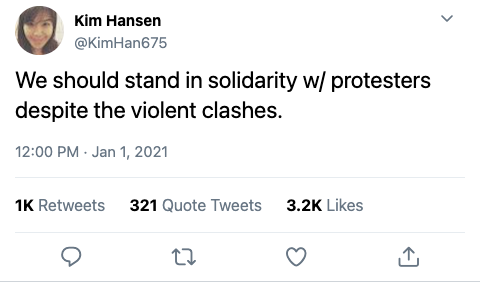 Kim Hansen
@KimHan675
We should stand in solidarity w/ protesters
despite the violent clashes.
12:00 PM · Jan 1, 2021
1K Retweets 321 Quote Tweets 3.2K Likes